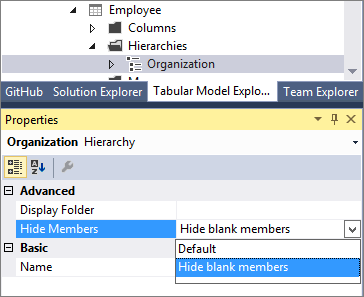 Employee
Columns
Hierarchies
Organization
GitHub Solution Explorer Tabular Model Explo... Team Explorer
Properties
Organization Hierarchy
Advanced
Display Folder
Hide Members Hide blank members
Basic Default
Name Hide blank members